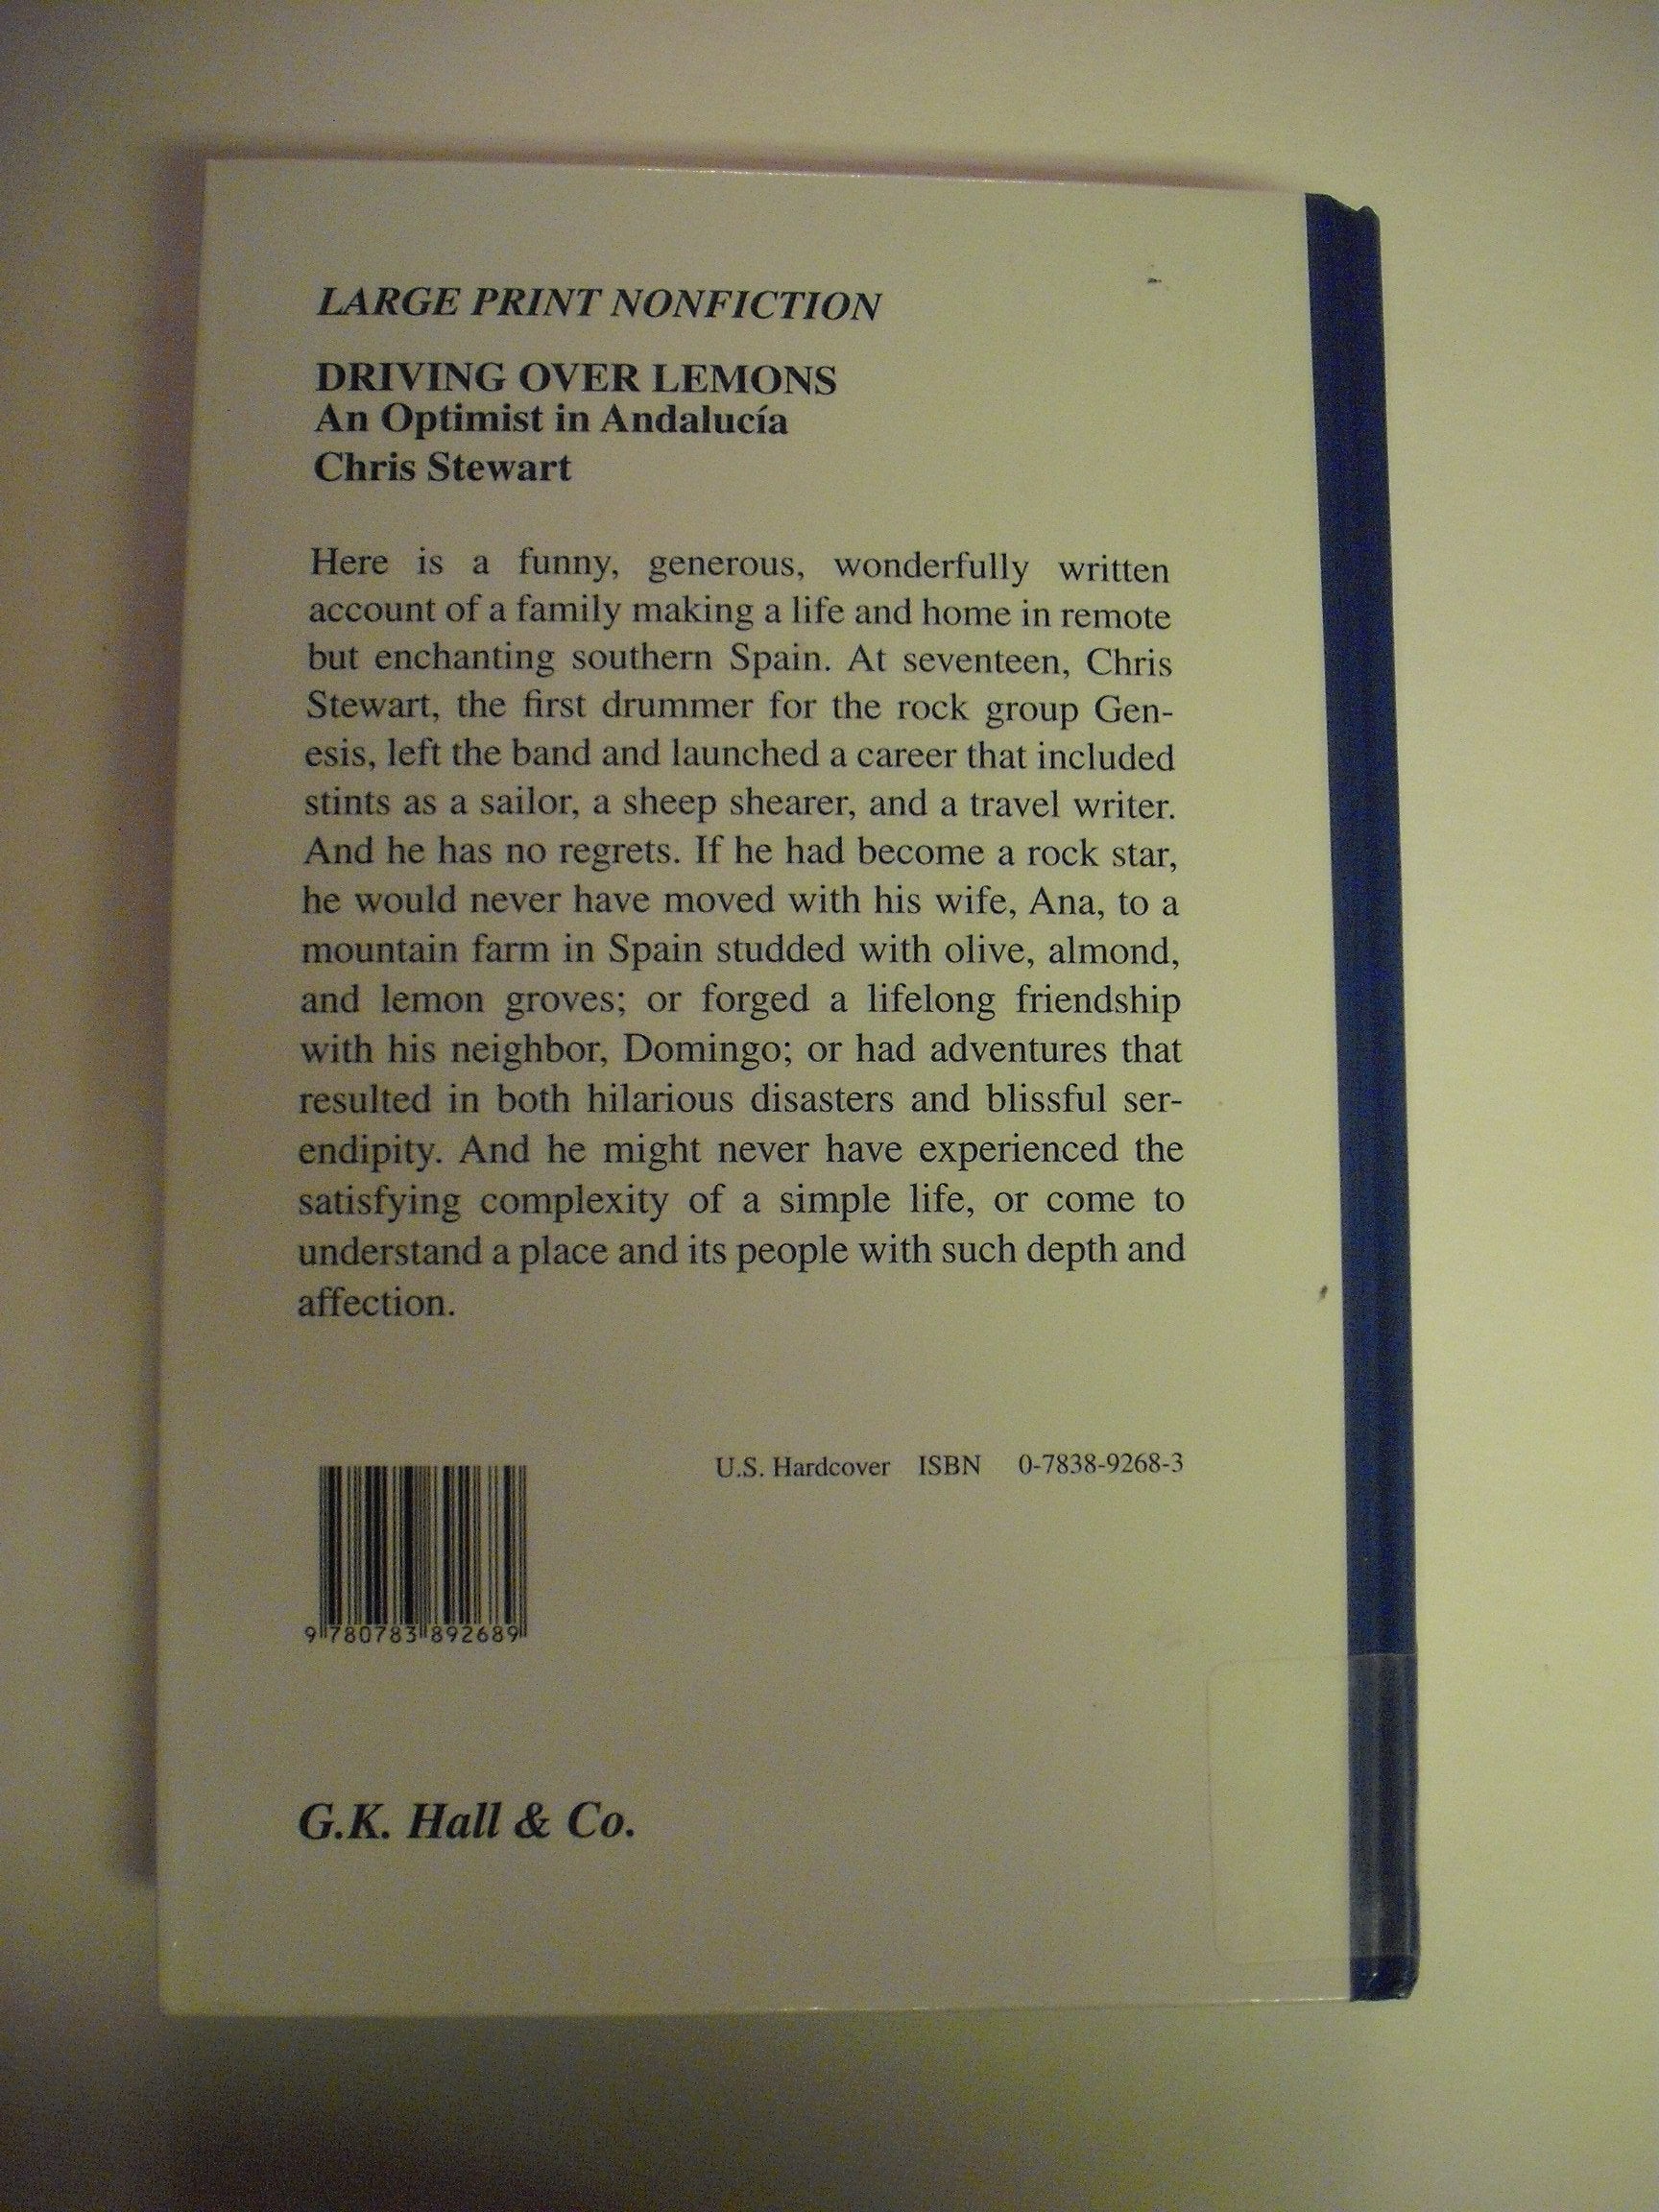 LARGE PRINT NONFICTION
DRIVING OVER LEMONS
An Optimist in Andalucía
Chris Stewart
Here is a funny, generous, wonderfully written
account of a family making a life and home in remote
but enchanting southern Spain. At seventeen, Chris
Stewart, the first drummer for the rock group Gen-
esis, left the band and launched a career that included
stints as a sailor, a sheep shearer, and a travel writer.
And he has no regrets. If he had become a rock star,
he would never have moved with his wife, Ana, to a
mountain farm in Spain studded with olive, almond,
and lemon groves; or forged a lifelong friendship
with his neighbor, Domingo; or had adventures that
resulted in both hilarious disasters and blissful ser-
endipity. And he might never have experienced the
satisfying complexity of a simple life, or come to
understand a place and its people with such depth and
affection.
U.S. Hardcover ISBN 0-7838-9268-3
9 780783 892689
G.K. Hall & Co.